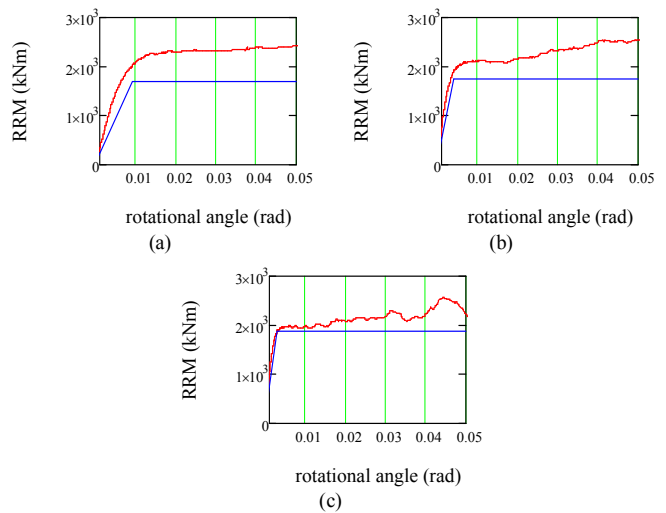 3×10³
2×10³
1×10³
0
RRM (kNm)
0.01 0.02 0.03 0.04 0.05
rotational angle (rad)
(a)
3×10³
2×10³
1×10³
0
RRM (kNm)
0.01 0.02 0.03 0.04 0.05
rotational angle (rad)
(b)
3×10³
2×10³
1×10³
0
RRM (kNm)
0.01 0.02 0.03 0.04 0.05
rotational angle (rad)
(c)